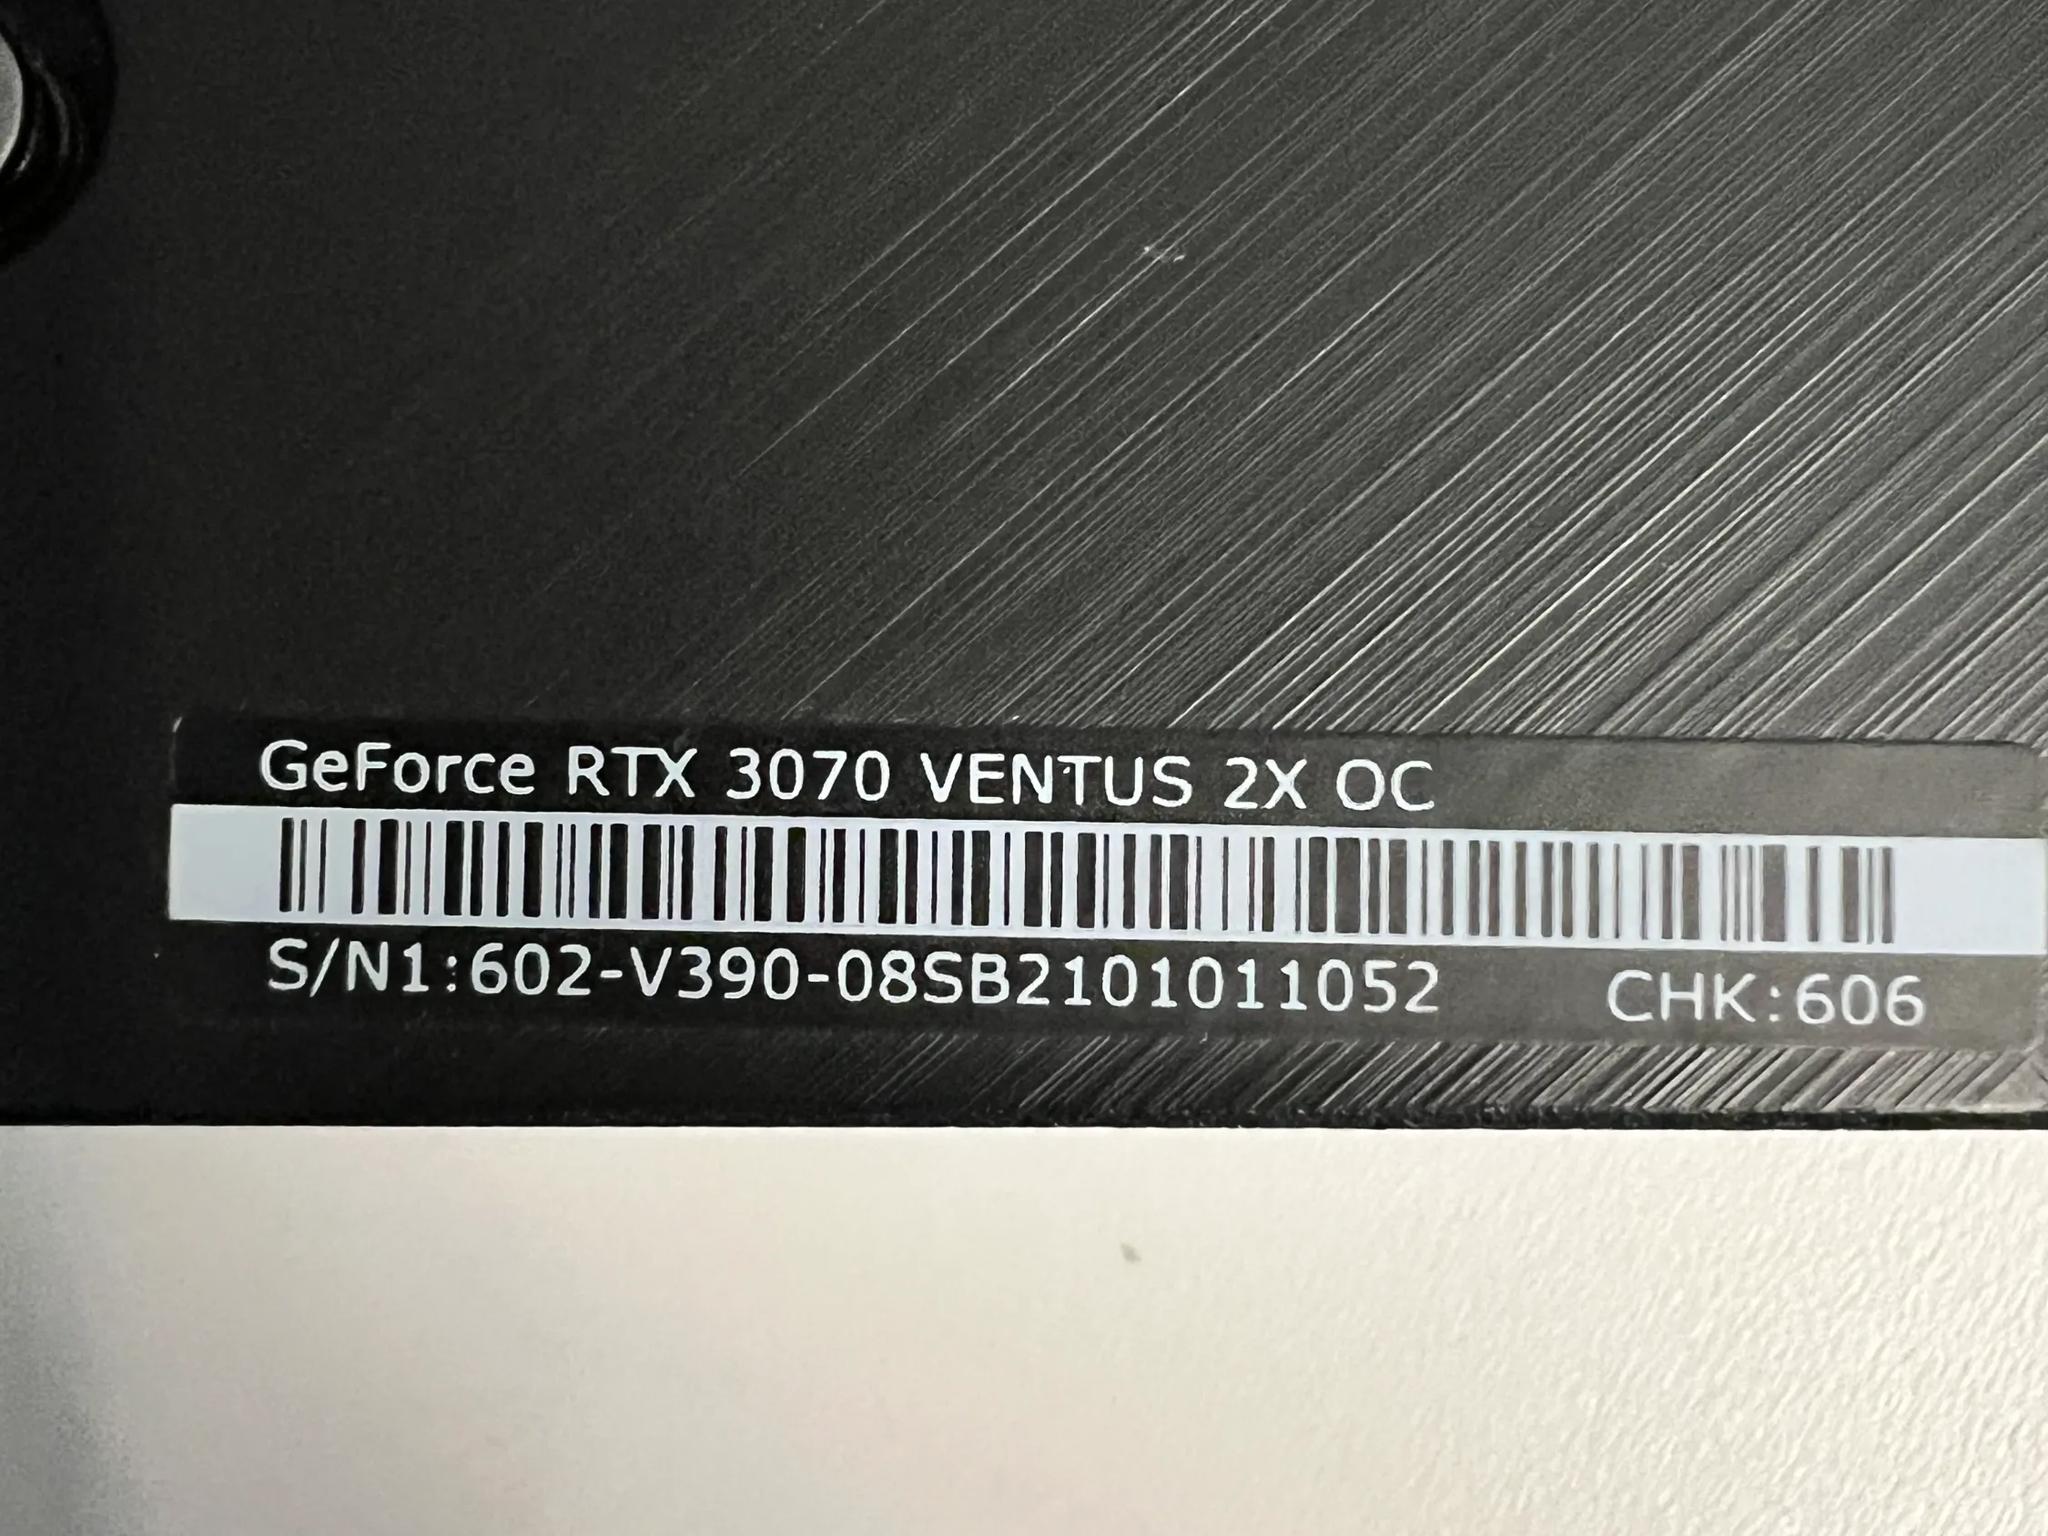 GeForce RTX 3070 VENTUS 2X OC
S/N1:602-V390-08SB2101011052 CHK:606